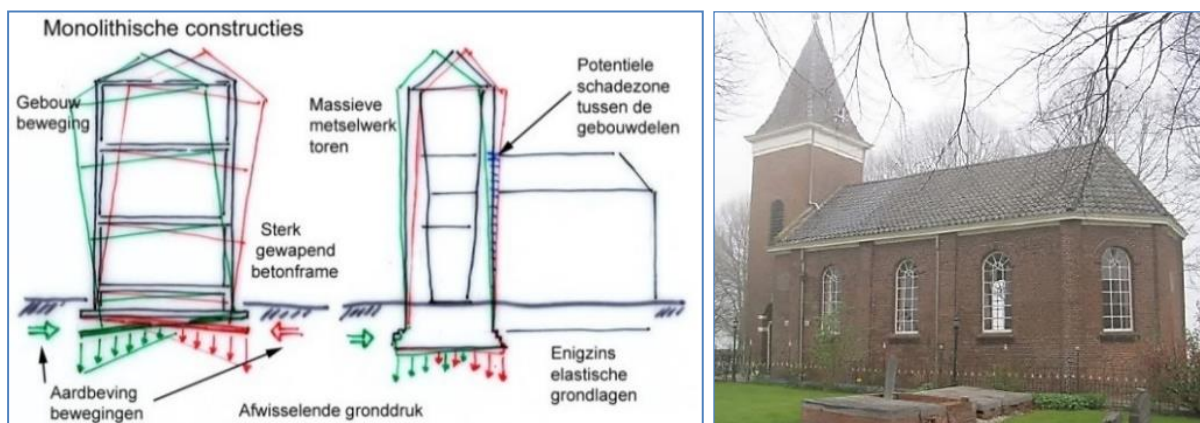 Monolithische constructies
Gebouw
beweging
Massieve
metselwerk
toren
Potentiele
schadezone
tussen de
gebouwdelen
Sterk
gewapend
betonframe
Aardbeving
bewegingen
Afwisselende gronddruk
Enigzins
elastische
grondlagen